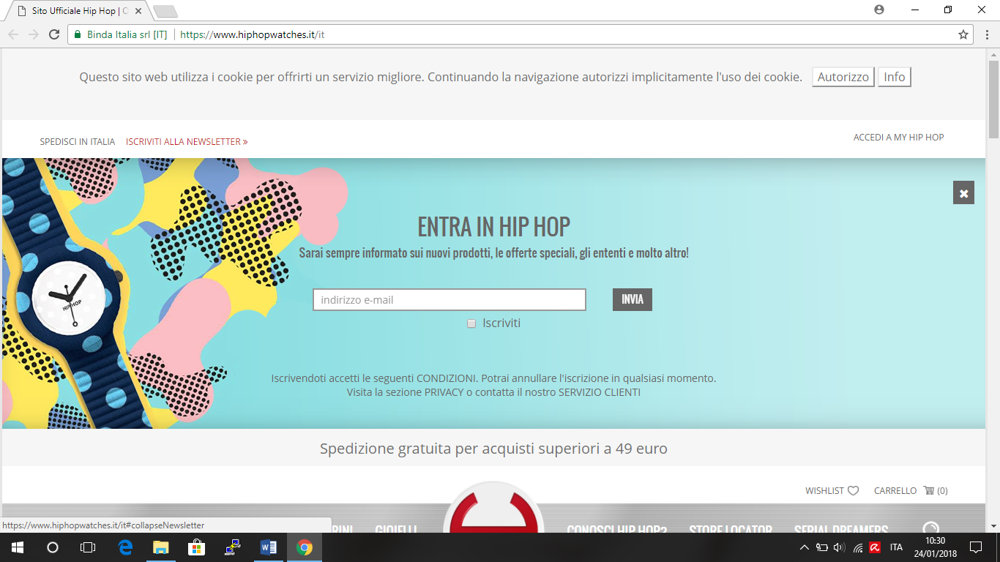 Sito Ufficiale Hip Hop | O
Binda Italia srl [IT] https://www.hiphopwatches.it/it
Questo sito web utilizza i cookie per offrirti un servizio migliore. Continuando la navigazione autorizzi implicitamente l'uso dei cookie. Autorizzo Info
SPEDISCI IN ITALIA ISCRIVITI ALLA NEWSLETTER » ACCEDI A MY HIP HOP
ENTRA IN HIP HOP
Sarai sempre informato sui nuovi prodotti, le offerte speciali, gli ententi e molto altro!
indirizzo e-mail INVIA
HIP HOP
Iscriviti
Iscrivendoti accetti le seguenti CONDIZIONI. Potrai annullare l'iscrizione in qualsiasi momento.
Visita la sezione PRIVACY o contatta il nostro SERVIZIO CLIENTI
Spedizione gratuita per acquisti superiori a 49 euro
WISHLIST CARRELLO (0)
GIOIELLI CONOSCI HIP HOP? STORE LOCATOR SERIAL DREAMERS
https://www.hiphopwatches.it/it#collapseNewsletter
ITA 10:30
24/01/2018